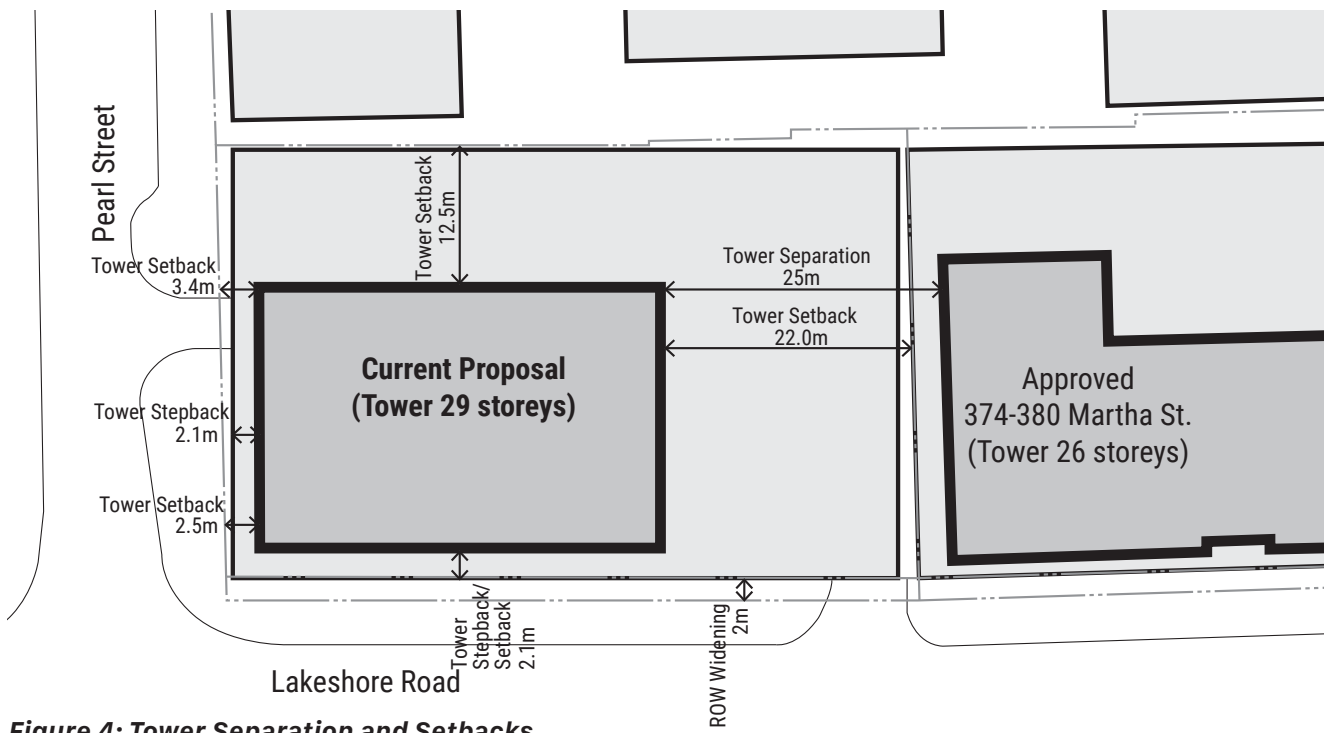 Pearl Street
Tower Setback
12.5m
Tower Setback
3.4m
Tower Separation
25m
Tower Setback
22.0m
Current Proposal
(Tower 29 storeys)
Approved
374-380 Martha St.
(Tower 26 storeys)
Tower Stepback
2.1m
Tower Setback
2.5m
Tower
Stepback/
Setback
2.1m
ROW Widening
2m
Lakeshore Road
Figure 4: Tower Separation and Setbacks